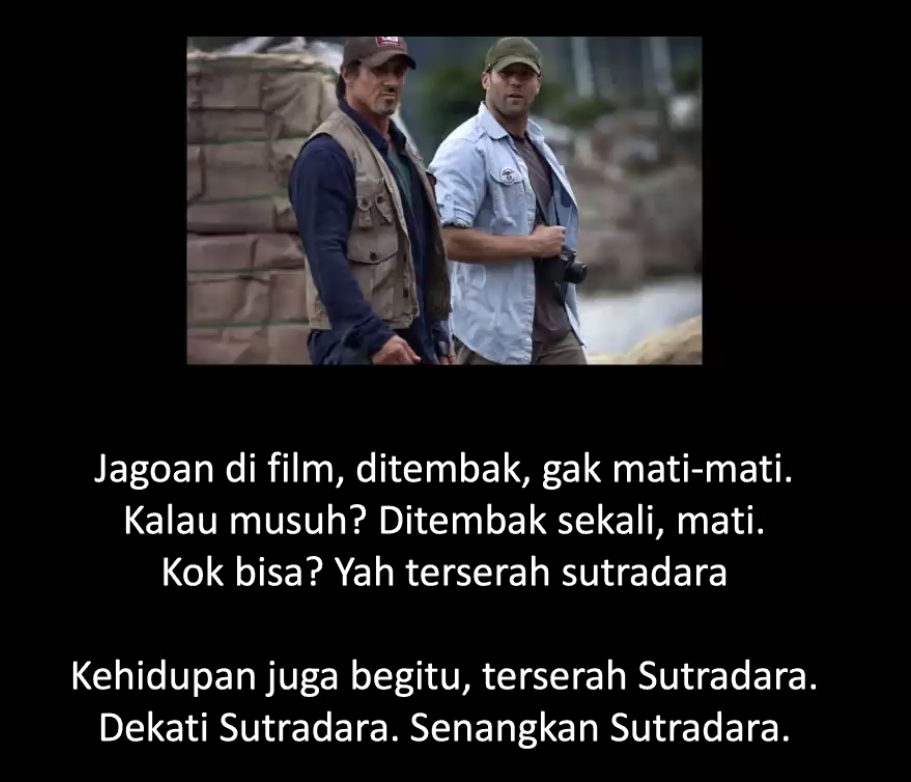 Jagoan di film, ditembak, gak mati-mati.
Kalau musuh? Ditembak sekali, mati.
Kok bisa? Yah terserah sutradara
Kehidupan juga begitu, terserah Sutradara.
Dekati Sutradara. Senangkan Sutradara.